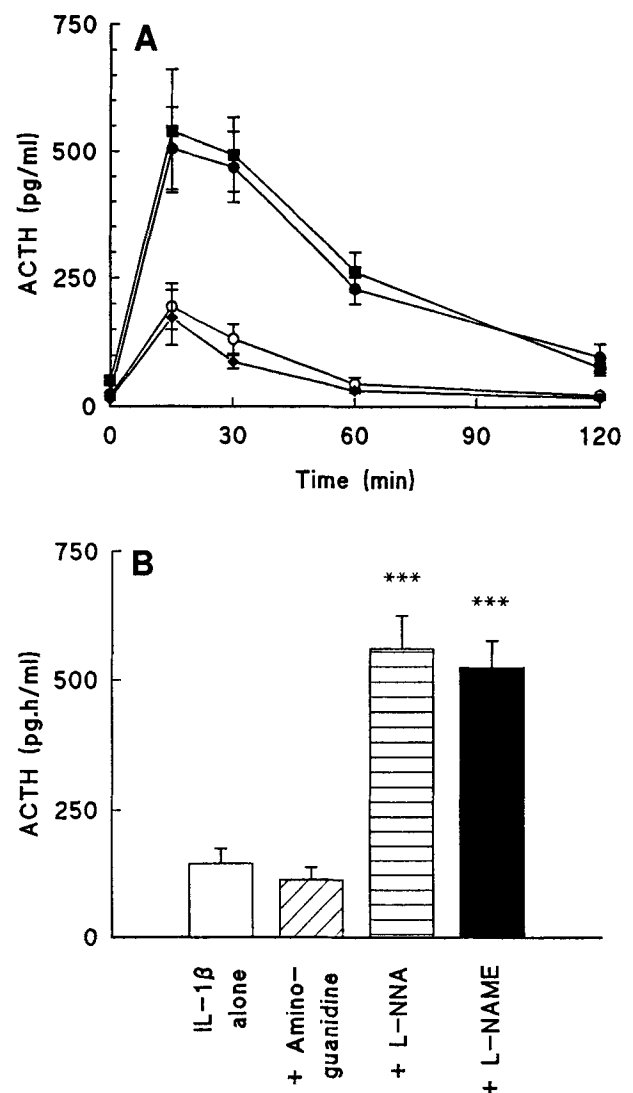 A
750
500
250
0
ACTH (pg/ml)
0 30 60 90 120
Time (min)
B
750
500
250
0
ACTH (pg.h/ml)
***
***
IL-1β
alone
+ Amino-
guanidine
+ L-NNA
+ L-NAME